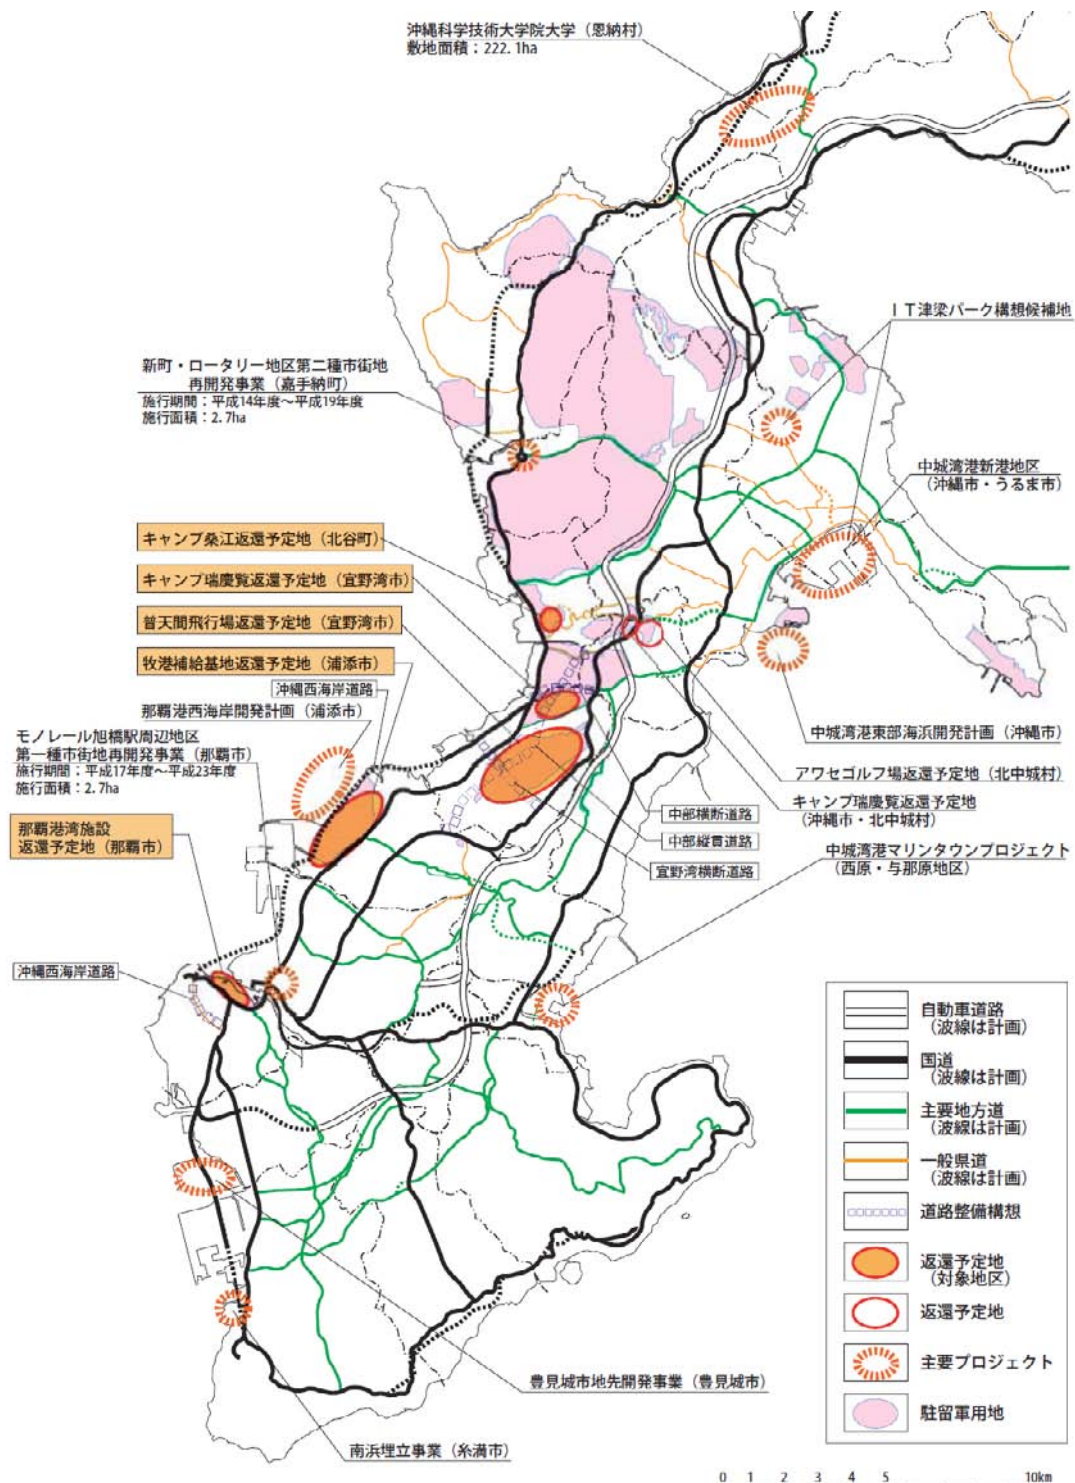 沖縄科学技術大学院大学（恩納村）
敷地面積：222.1ha
ＩＴ津梁パーク構想候補地
新町・ロータリー地区第二種市街地
再開発事業（嘉手納町）
施行期間：平成14年度～平成19年度
施行面積：2.7ha
中城湾港新港地区
（沖縄市・うるま市）
キャンプ桑江返還予定地（北谷町）
キャンプ瑞慶覧返還予定地（宜野湾市）
普天間飛行場返還予定地（宜野湾市）
牧港補給基地返還予定地（浦添市）
沖縄西海岸道路
那覇港西海岸開発計画（浦添市）
モノレール旭橋駅周辺地区
第一種市街地再開発事業（那覇市）
施行期間：平成17年度～平成23年度
施行面積：2.7ha
中城湾港東部海浜開発計画（沖縄市）
アワセゴルフ場返還予定地（北中城村）
キャンプ瑞慶覧返還予定地
（沖縄市・北中城村）
中部横断道路
中部縦貫道路
宜野湾横断道路
那覇港湾施設
返還予定地（那覇市）
中城湾港マリンタウンプロジェクト
（西原・与那原地区）
沖縄西海岸道路
自動車道路
（波線は計画）
国道
（波線は計画）
主要地方道
（波線は計画）
一般県道
（波線は計画）
道路整備構想
返還予定地
（対象地区）
返還予定地
主要プロジェクト
駐留軍用地
豊見城市地先開発事業（豊見城市）
南浜埋立事業（糸満市）
0 1 2 3 4 5 10km